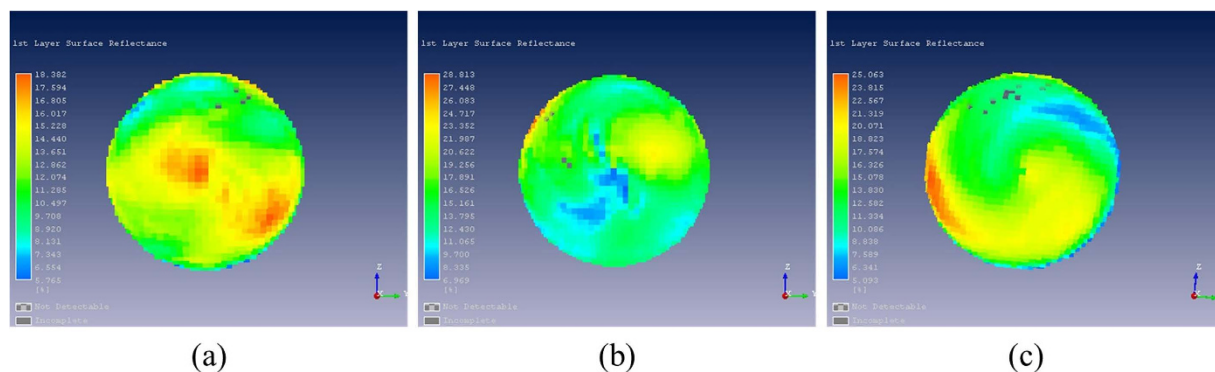 1st Layer Surface Reflectance
18.382
17.594
16.805
16.017
15.228
14.440
13.651
12.862
12.074
11.285
10.497
9.708
8.920
8.131
7.343
6.554
5.765
[%]
Not Detectable
Incomplete
Z
X
Y
(a)
1st Layer Surface Reflectance
28.813
27.448
26.083
24.717
23.352
21.987
20.622
19.256
17.891
16.526
15.161
13.795
12.430
11.065
9.700
8.335
6.969
[%]
Not Detectable
Incomplete
Z
X
Y
(b)
1st Layer Surface Reflectance
25.063
23.815
22.567
21.319
20.071
18.823
17.574
16.326
15.078
13.830
12.582
11.334
10.086
8.838
7.589
6.341
5.093
[%]
Not Detectable
Incomplete
Z
X
Y
(c)